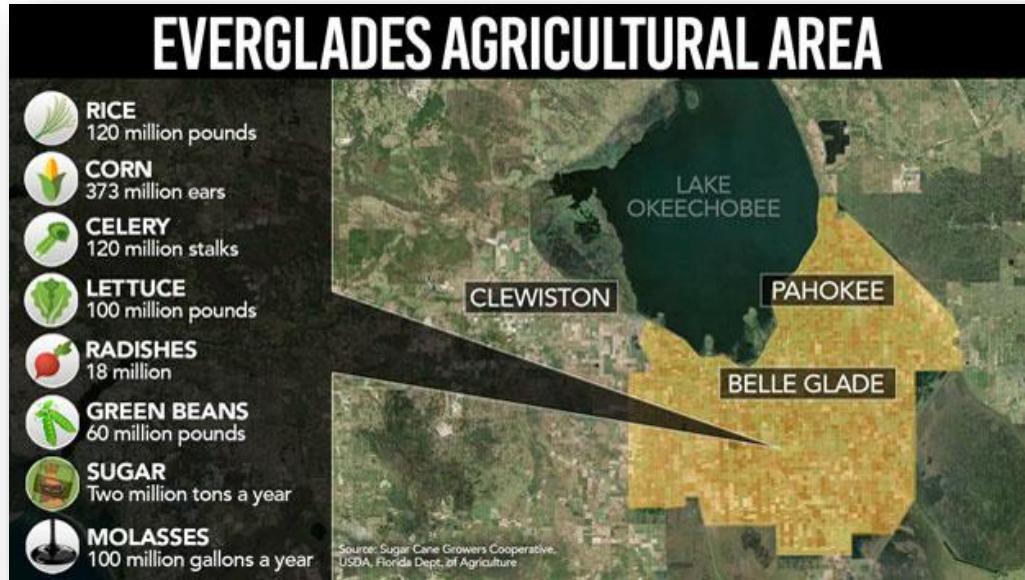 EVERGLADES AGRICULTURAL AREA
RICE
120 million pounds
CORN
373 million ears
CELERY
120 million stalks
LETTUCE
100 million pounds
RADISHES
18 million
GREEN BEANS
60 million pounds
SUGAR
Two million tons a year
MOLASSES
100 million gallons a year
LAKE
OKEECHOBEE
CLEWISTON
PAHOKEE
BELLE GLADE
Source: Sugar Cane Growers Cooperative,
USDA, Florida Dept. of Agriculture